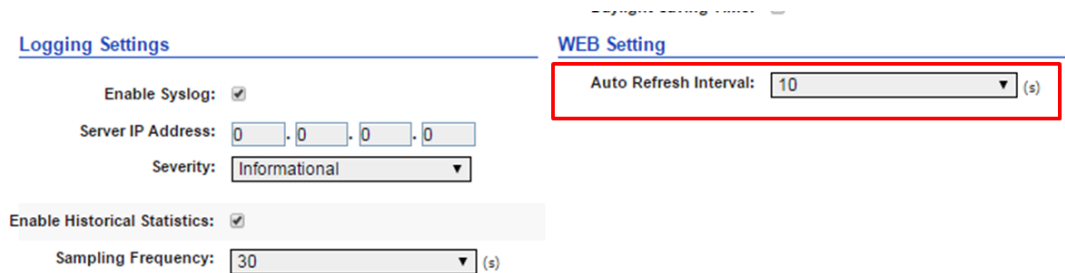 Logging Settings
Enable Syslog:
Server IP Address: 0 . 0 . 0 . 0
Severity: Informational
Enable Historical Statistics:
Sampling Frequency: 30 (s)
WEB Setting
Auto Refresh Interval: 10 (s)